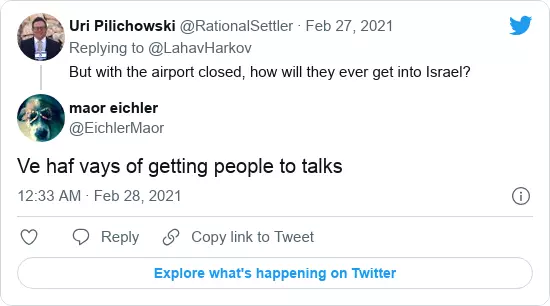 Uri Pilichowski @RationalSettler · Feb 27, 2021
Replying to @LahavHarkov
But with the airport closed, how will they ever get into Israel?
maor eichler
@EichlerMaor
Ve haf vays of getting people to talks
12:33 AM · Feb 28, 2021
Reply
Copy link to Tweet
Explore what's happening on Twitter